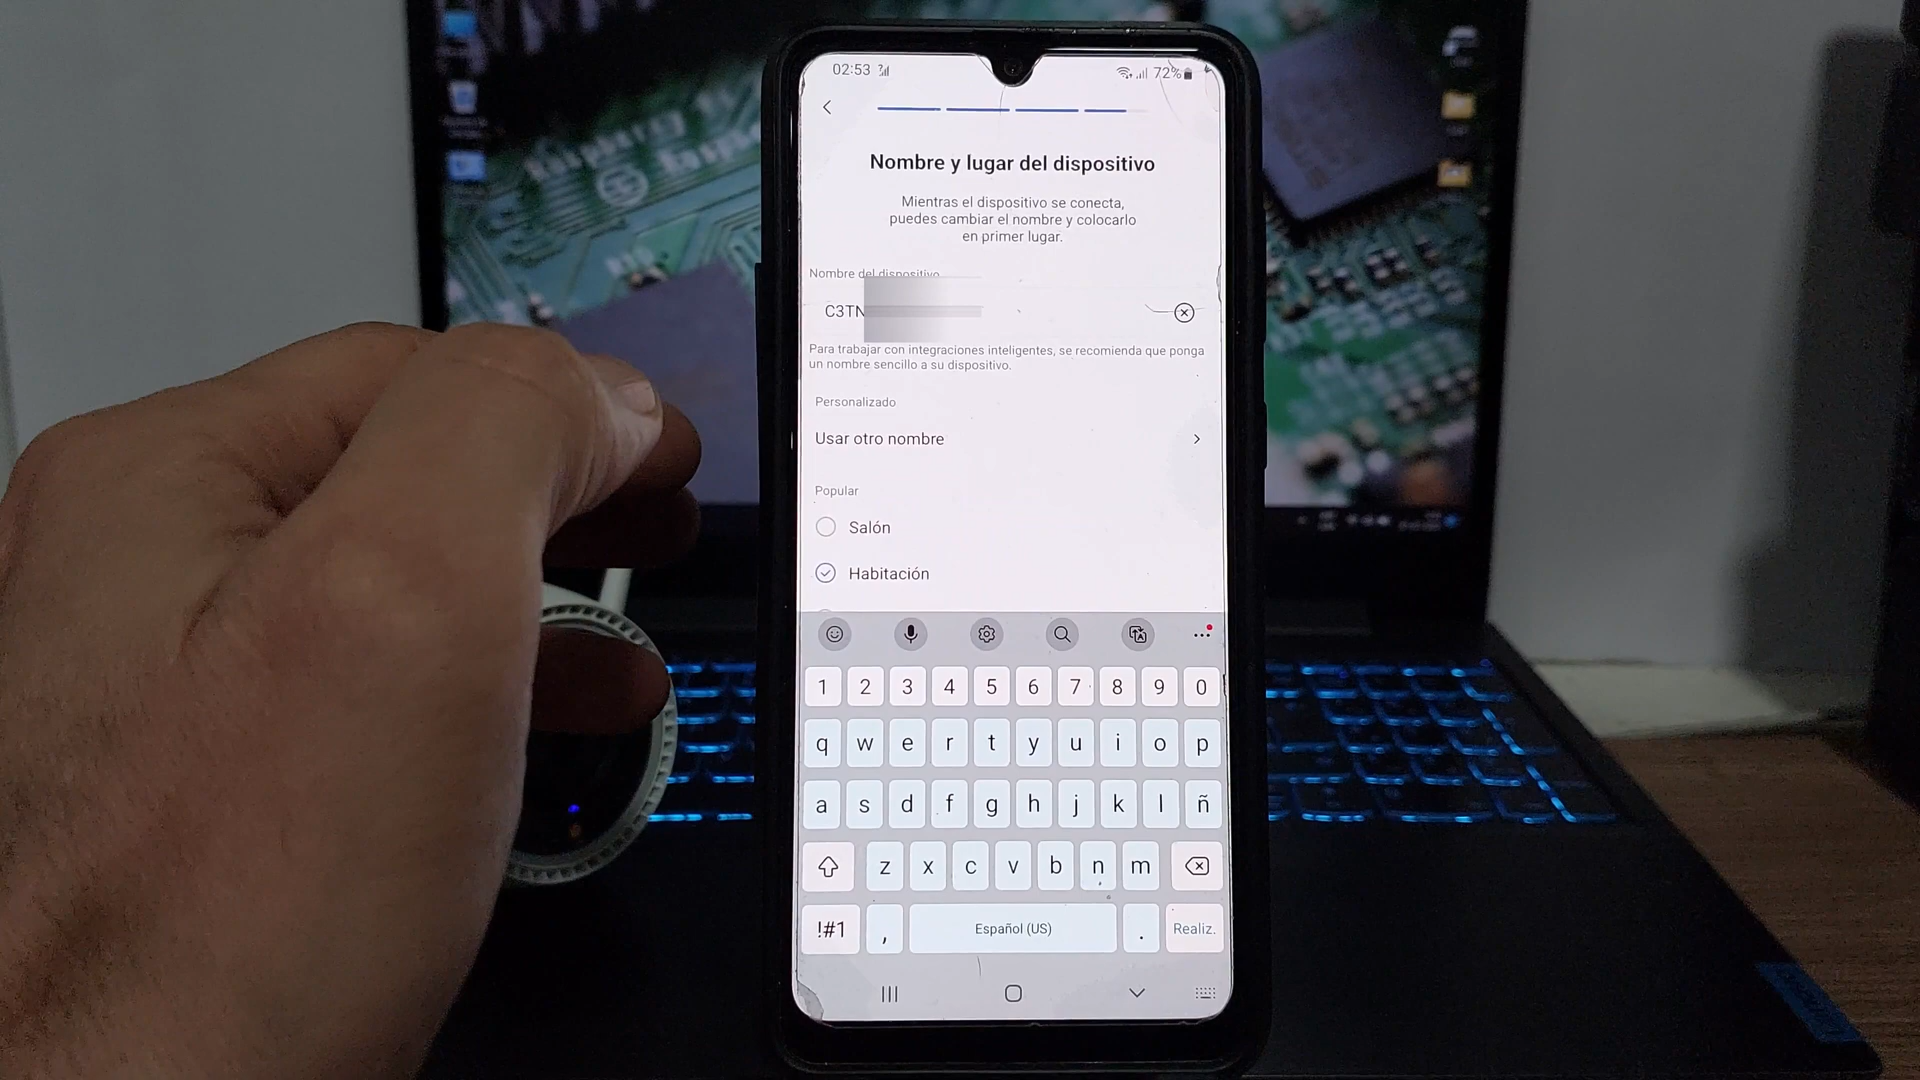 02:53
72%
Nombre y lugar del dispositivo
Mientras el dispositivo se conecta,
puedes cambiar el nombre y colocarlo
en primer lugar.
Nombre del dispositivo
C3TN
Para trabajar con integraciones inteligentes, se recomienda que ponga
un nombre sencillo a su dispositivo.
Personalizado
Usar otro nombre
Popular
Salón
Habitación
1 2 3 4 5 6 7 8 9 0
q w e r t y u i o p
a s d f g h j k l ñ
z x c v b n m
!#1 , Español (US) . Realiz.